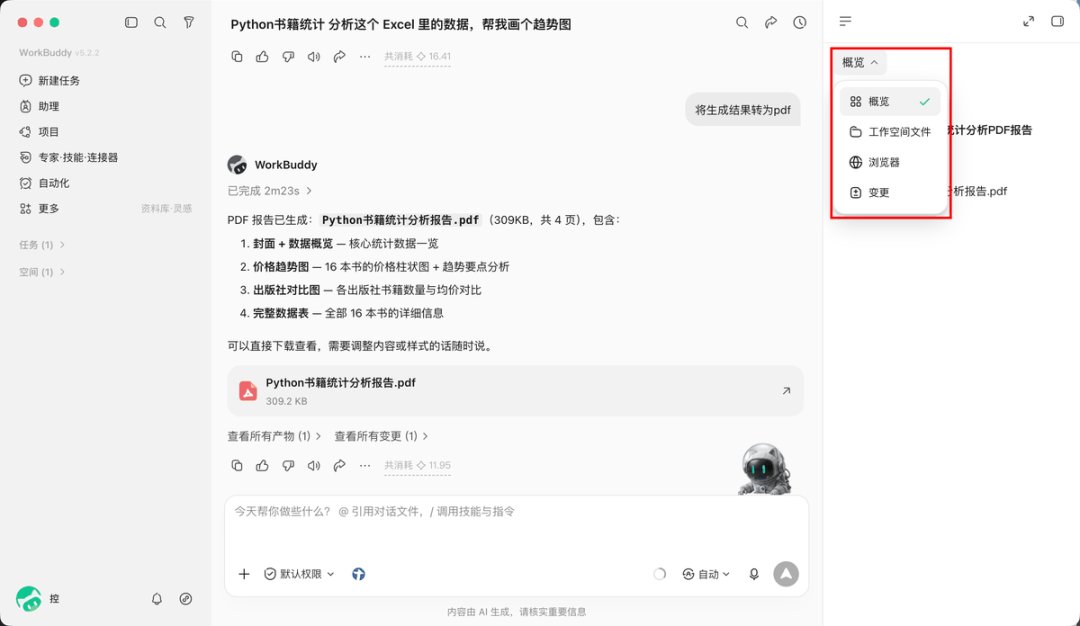 Python书籍统计 分析这个 Excel 里的数据，帮我画个趋势图
WorkBuddy v5.2.2
新建任务
助理
项目
专家·技能·连接器
自动化
更多 资料库·灵感
任务 (1)
空间 (1)
控
共消耗 16.41
将生成结果转为pdf
WorkBuddy
已完成 2m23s
PDF 报告已生成： Python书籍统计分析报告.pdf （309KB，共 4 页），包含：
1. 封面 + 数据概览 — 核心统计数据一览
2. 价格趋势图 — 16 本书的价格柱状图 + 趋势要点分析
3. 出版社对比图 — 各出版社书籍数量与均价对比
4. 完整数据表 — 全部 16 本书的详细信息
可以直接下载查看，需要调整内容或样式的话随时说。
Python书籍统计分析报告.pdf
309.2 KB
查看所有产物 (1) 查看所有变更 (1)
共消耗 11.95
今天帮你做些什么？ @ 引用对话文件，/ 调用技能与指令
默认权限
自动
内容由 AI 生成，请核实重要信息
概览
概览
工作空间文件
浏览器
变更
计分析PDF报告
析报告.pdf